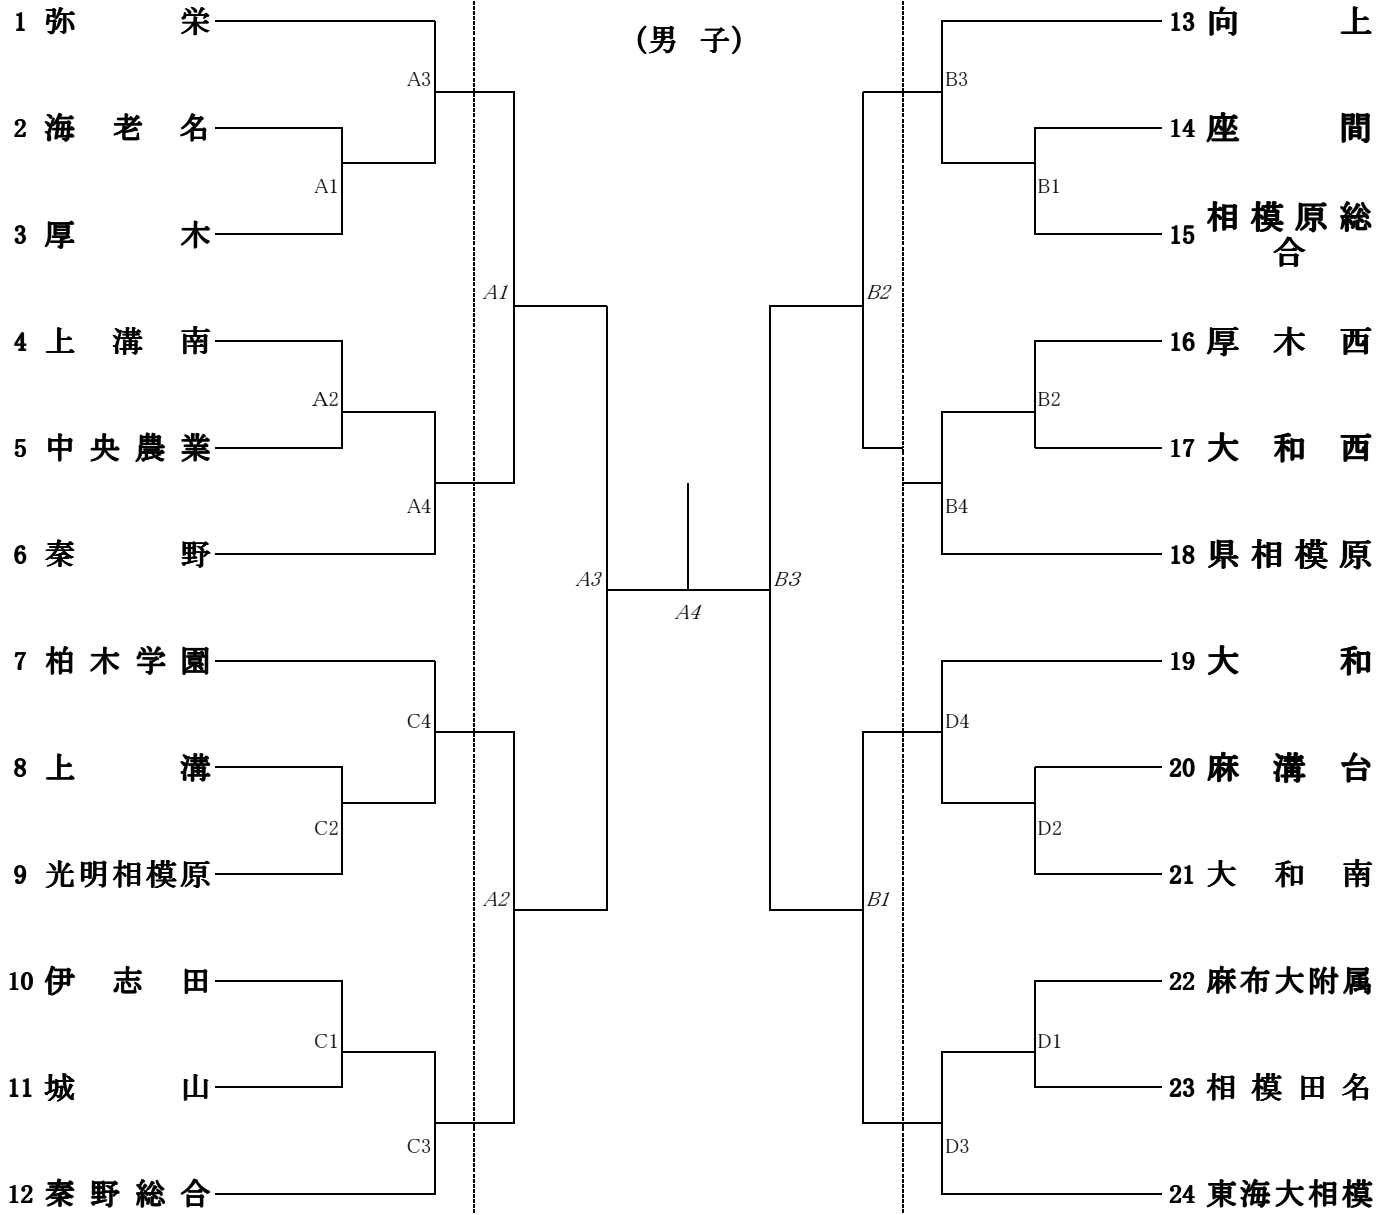 (男 子)
1 弥栄
2 海老名
3 厚木
4 上溝南
5 中央農業
6 秦野
7 柏木学園
8 上溝
9 光明相模原
10 伊志田
11 城山
12 秦野総合
A3
A1
A2
A4
C4
C2
C1
C3
A1
A2
A3
A4
B3
B2
B1
B3
B1
B2
B4
D4
D2
D1
D3
13 向上
14 座間
15 相模原総
合
16 厚木西
17 大和西
18 県相模原
19 大和
20 麻溝台
21 大和南
22 麻布大附属
23 相模田名
24 東海大相模